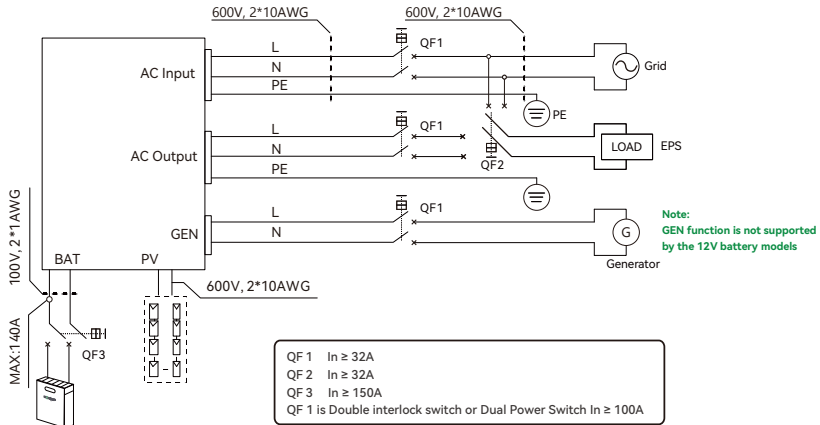 600V, 2*10AWG
600V, 2*10AWG
L
QF1
N
AC Input
PE
Grid
PE
L
QF1
N
AC Output
PE
QF2
LOAD
EPS
L
QF1
N
GEN
G
Generator
Note:
GEN function is not supported
by the 12V battery models
BAT
PV
100V, 2*1AWG
600V, 2*10AWG
MAX:140A
QF3
QF 1 In ≥ 32A
QF 2 In ≥ 32A
QF 3 In ≥ 150A
QF 1 is Double interlock switch or Dual Power Switch In ≥ 100A